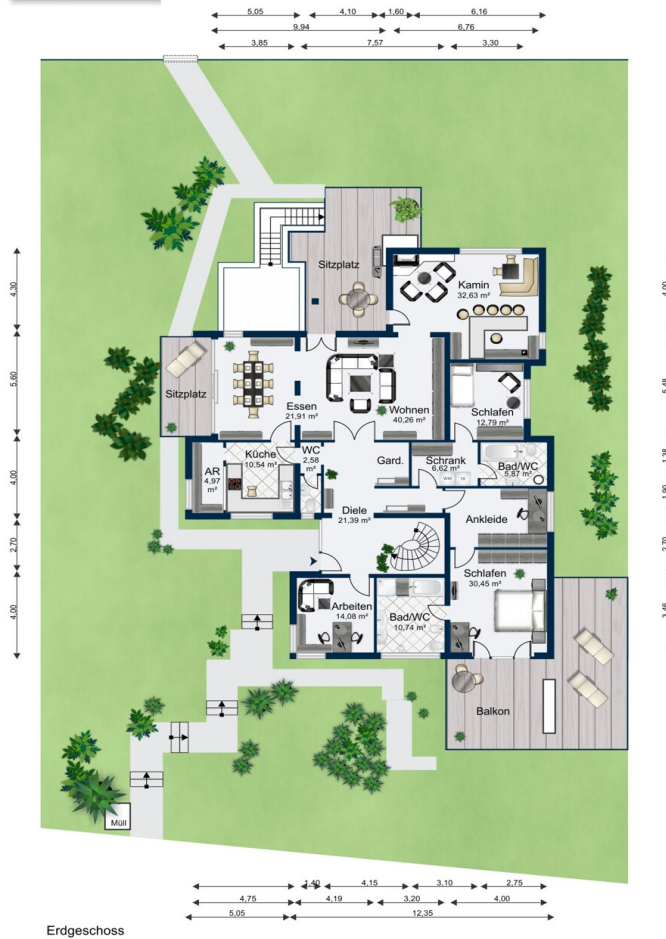 5,05 4,10 1,60 6,16
9,94 6,76
3,85 7,57 3,30
4,30
5,60
4,00
2,70
4,00
Sitzplatz
Kamin
32,63 m²
Sitzplatz
Essen
21,91 m²
Wohnen
40,26 m²
Schlafen
12,79 m²
AR
4,97
m²
Küche
10,54 m²
WC
2,58
m²
Gard.
Schrank
6,62 m²
Bad/WC
5,87 m²
Diele
21,39 m²
Ankleide
Schlafen
30,45 m²
Arbeiten
14,08 m²
Bad/WC
10,74 m²
Balkon
Müll
4,00
6,48
1,38
1,90
2,70
3,46
1,40 4,15 3,10 2,75
4,75 4,19 3,20 4,00
5,05 12,35
Erdgeschoss